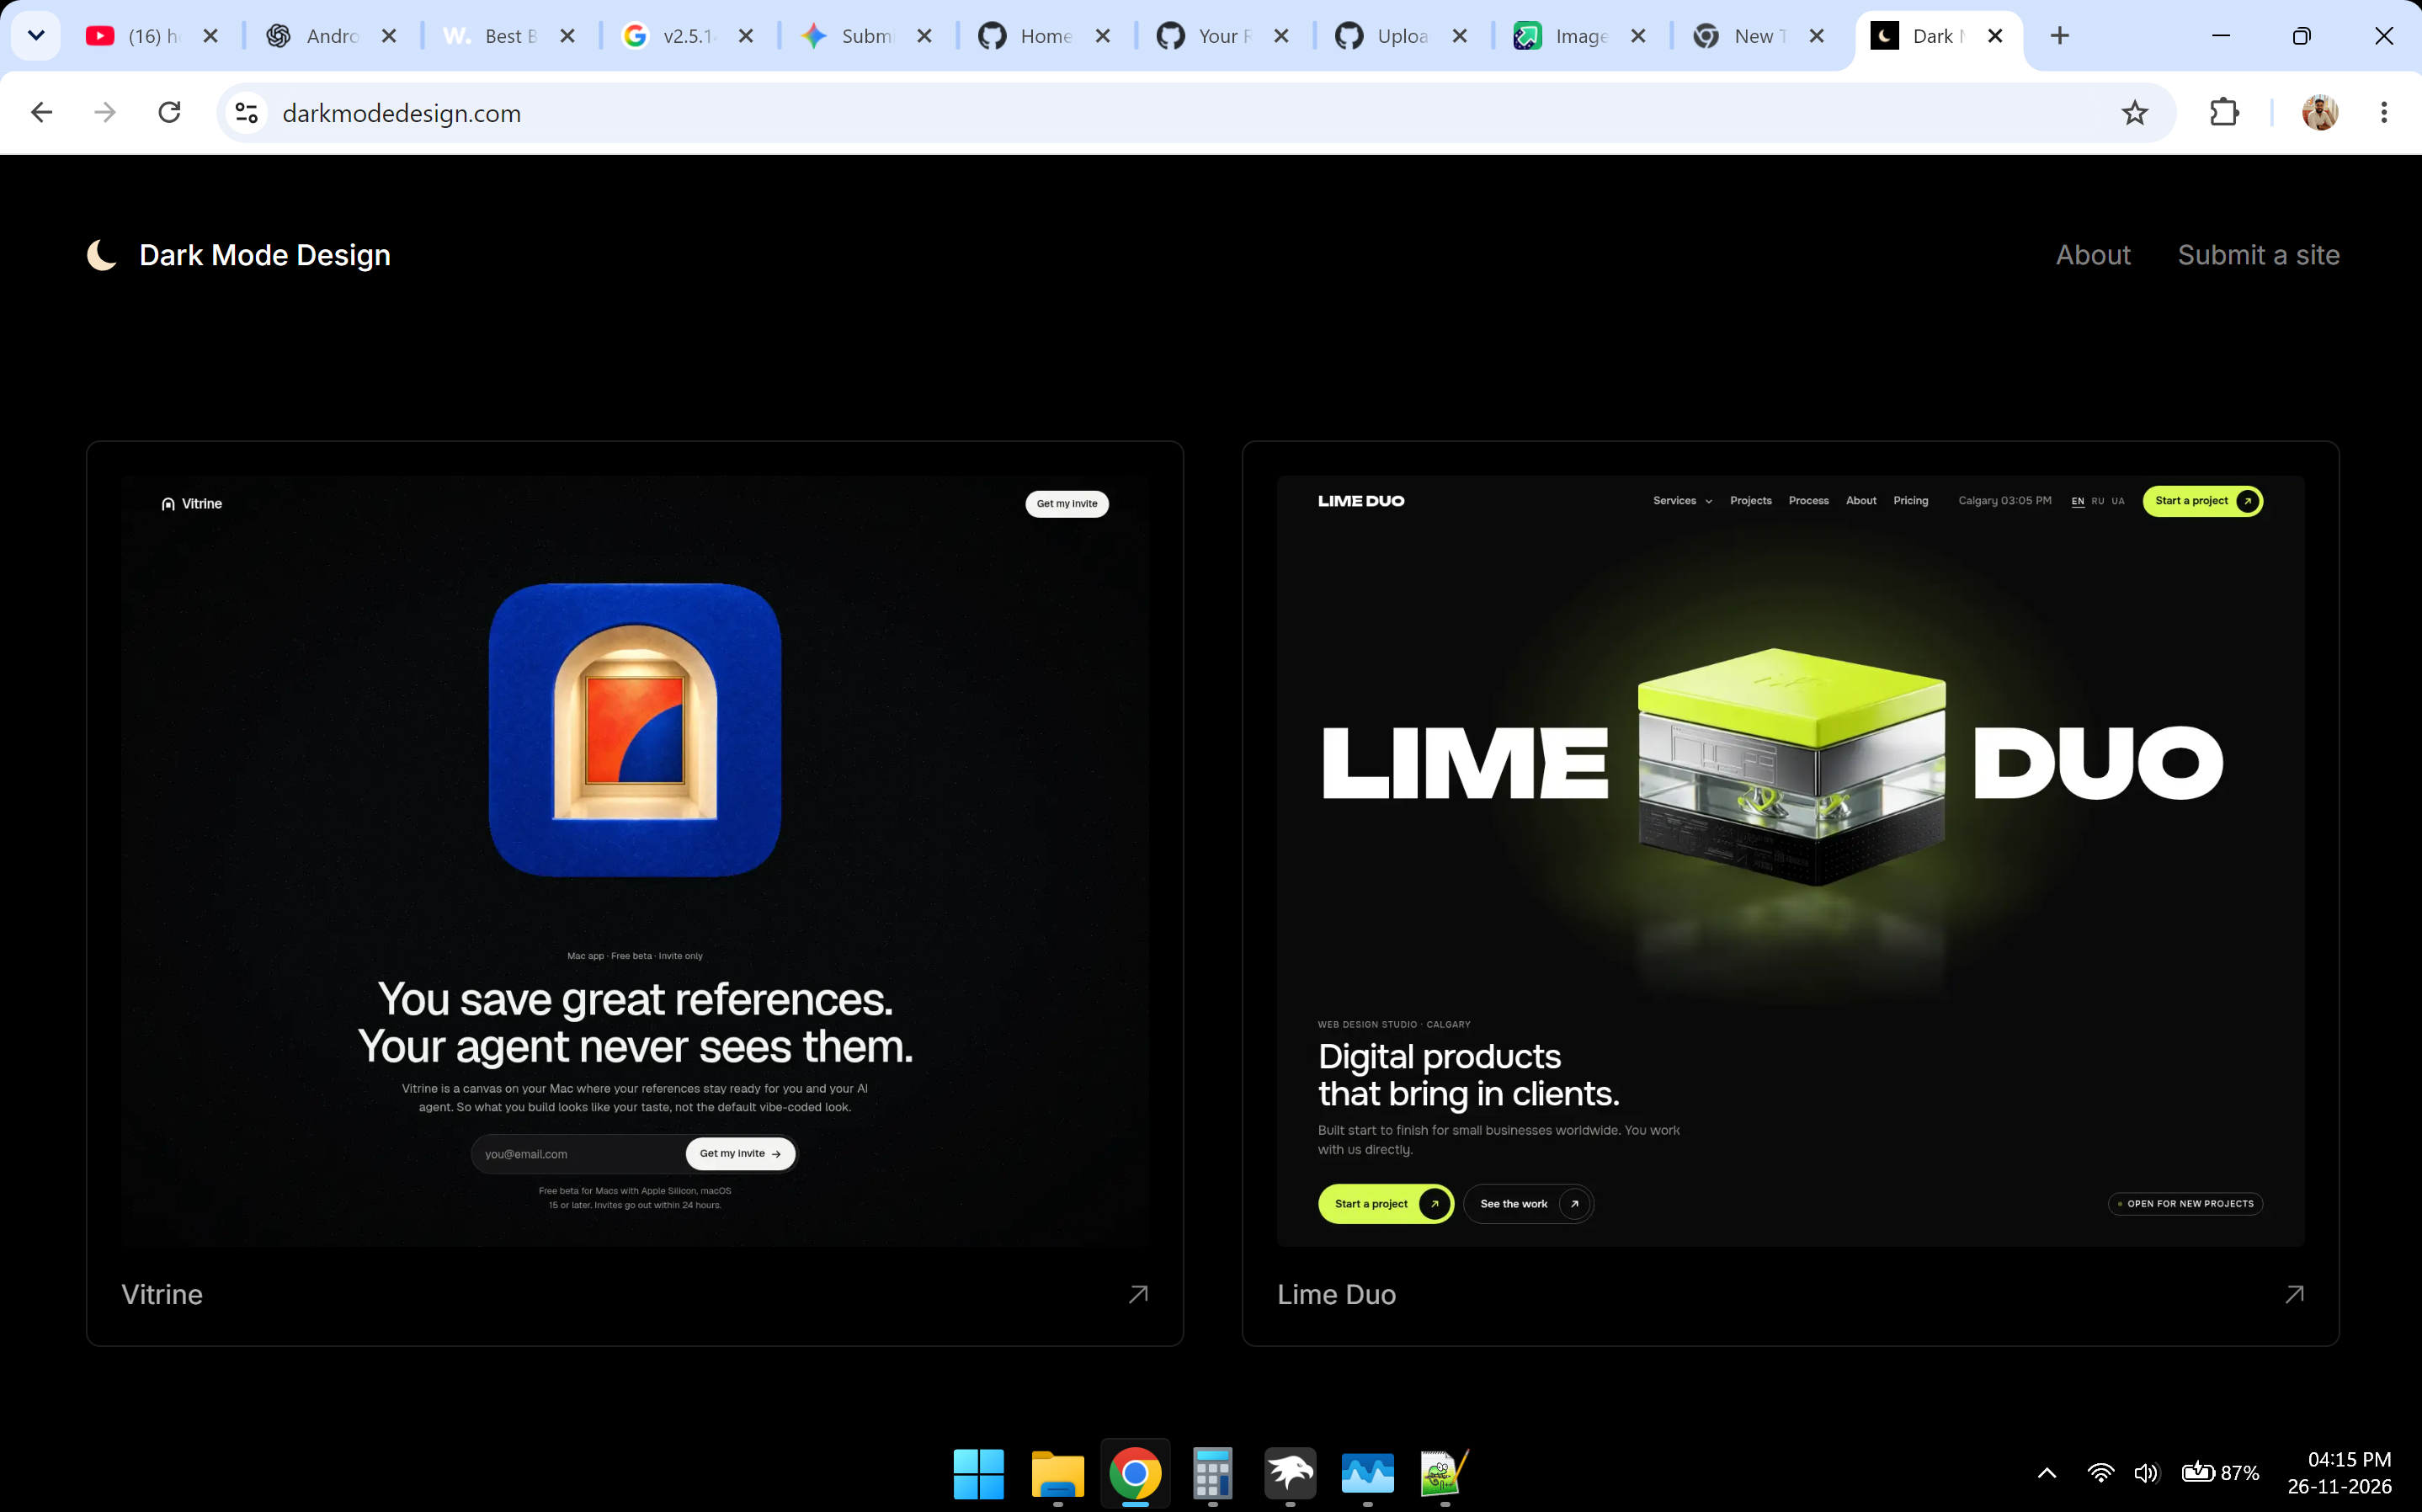 (16) h
Andro
Best B
v2.5.1
Subm
Home
Your R
Uploa
Image
New T
Dark M
darkmodedesign.com
Dark Mode Design
About
Submit a site
Vitrine
Get my invite
Mac app · Free beta · Invite only
You save great references.
Your agent never sees them.
Vitrine is a canvas on your Mac where your references stay ready for you and your AI
agent. So what you build looks like your taste, not the default vibe-coded look.
you@email.com
Get my invite →
Free beta for Macs with Apple Silicon, macOS
15 or later. Invites go out within 24 hours.
Vitrine
LIME DUO
Services
Projects
Process
About
Pricing
Calgary 03:05 PM
EN RU UA
Start a project
LIME DUO
WEB DESIGN STUDIO · CALGARY
Digital products
that bring in clients.
Built start to finish for small businesses worldwide. You work
with us directly.
Start a project
See the work
OPEN FOR NEW PROJECTS
Lime Duo
87%
04:15 PM
26-11-2026